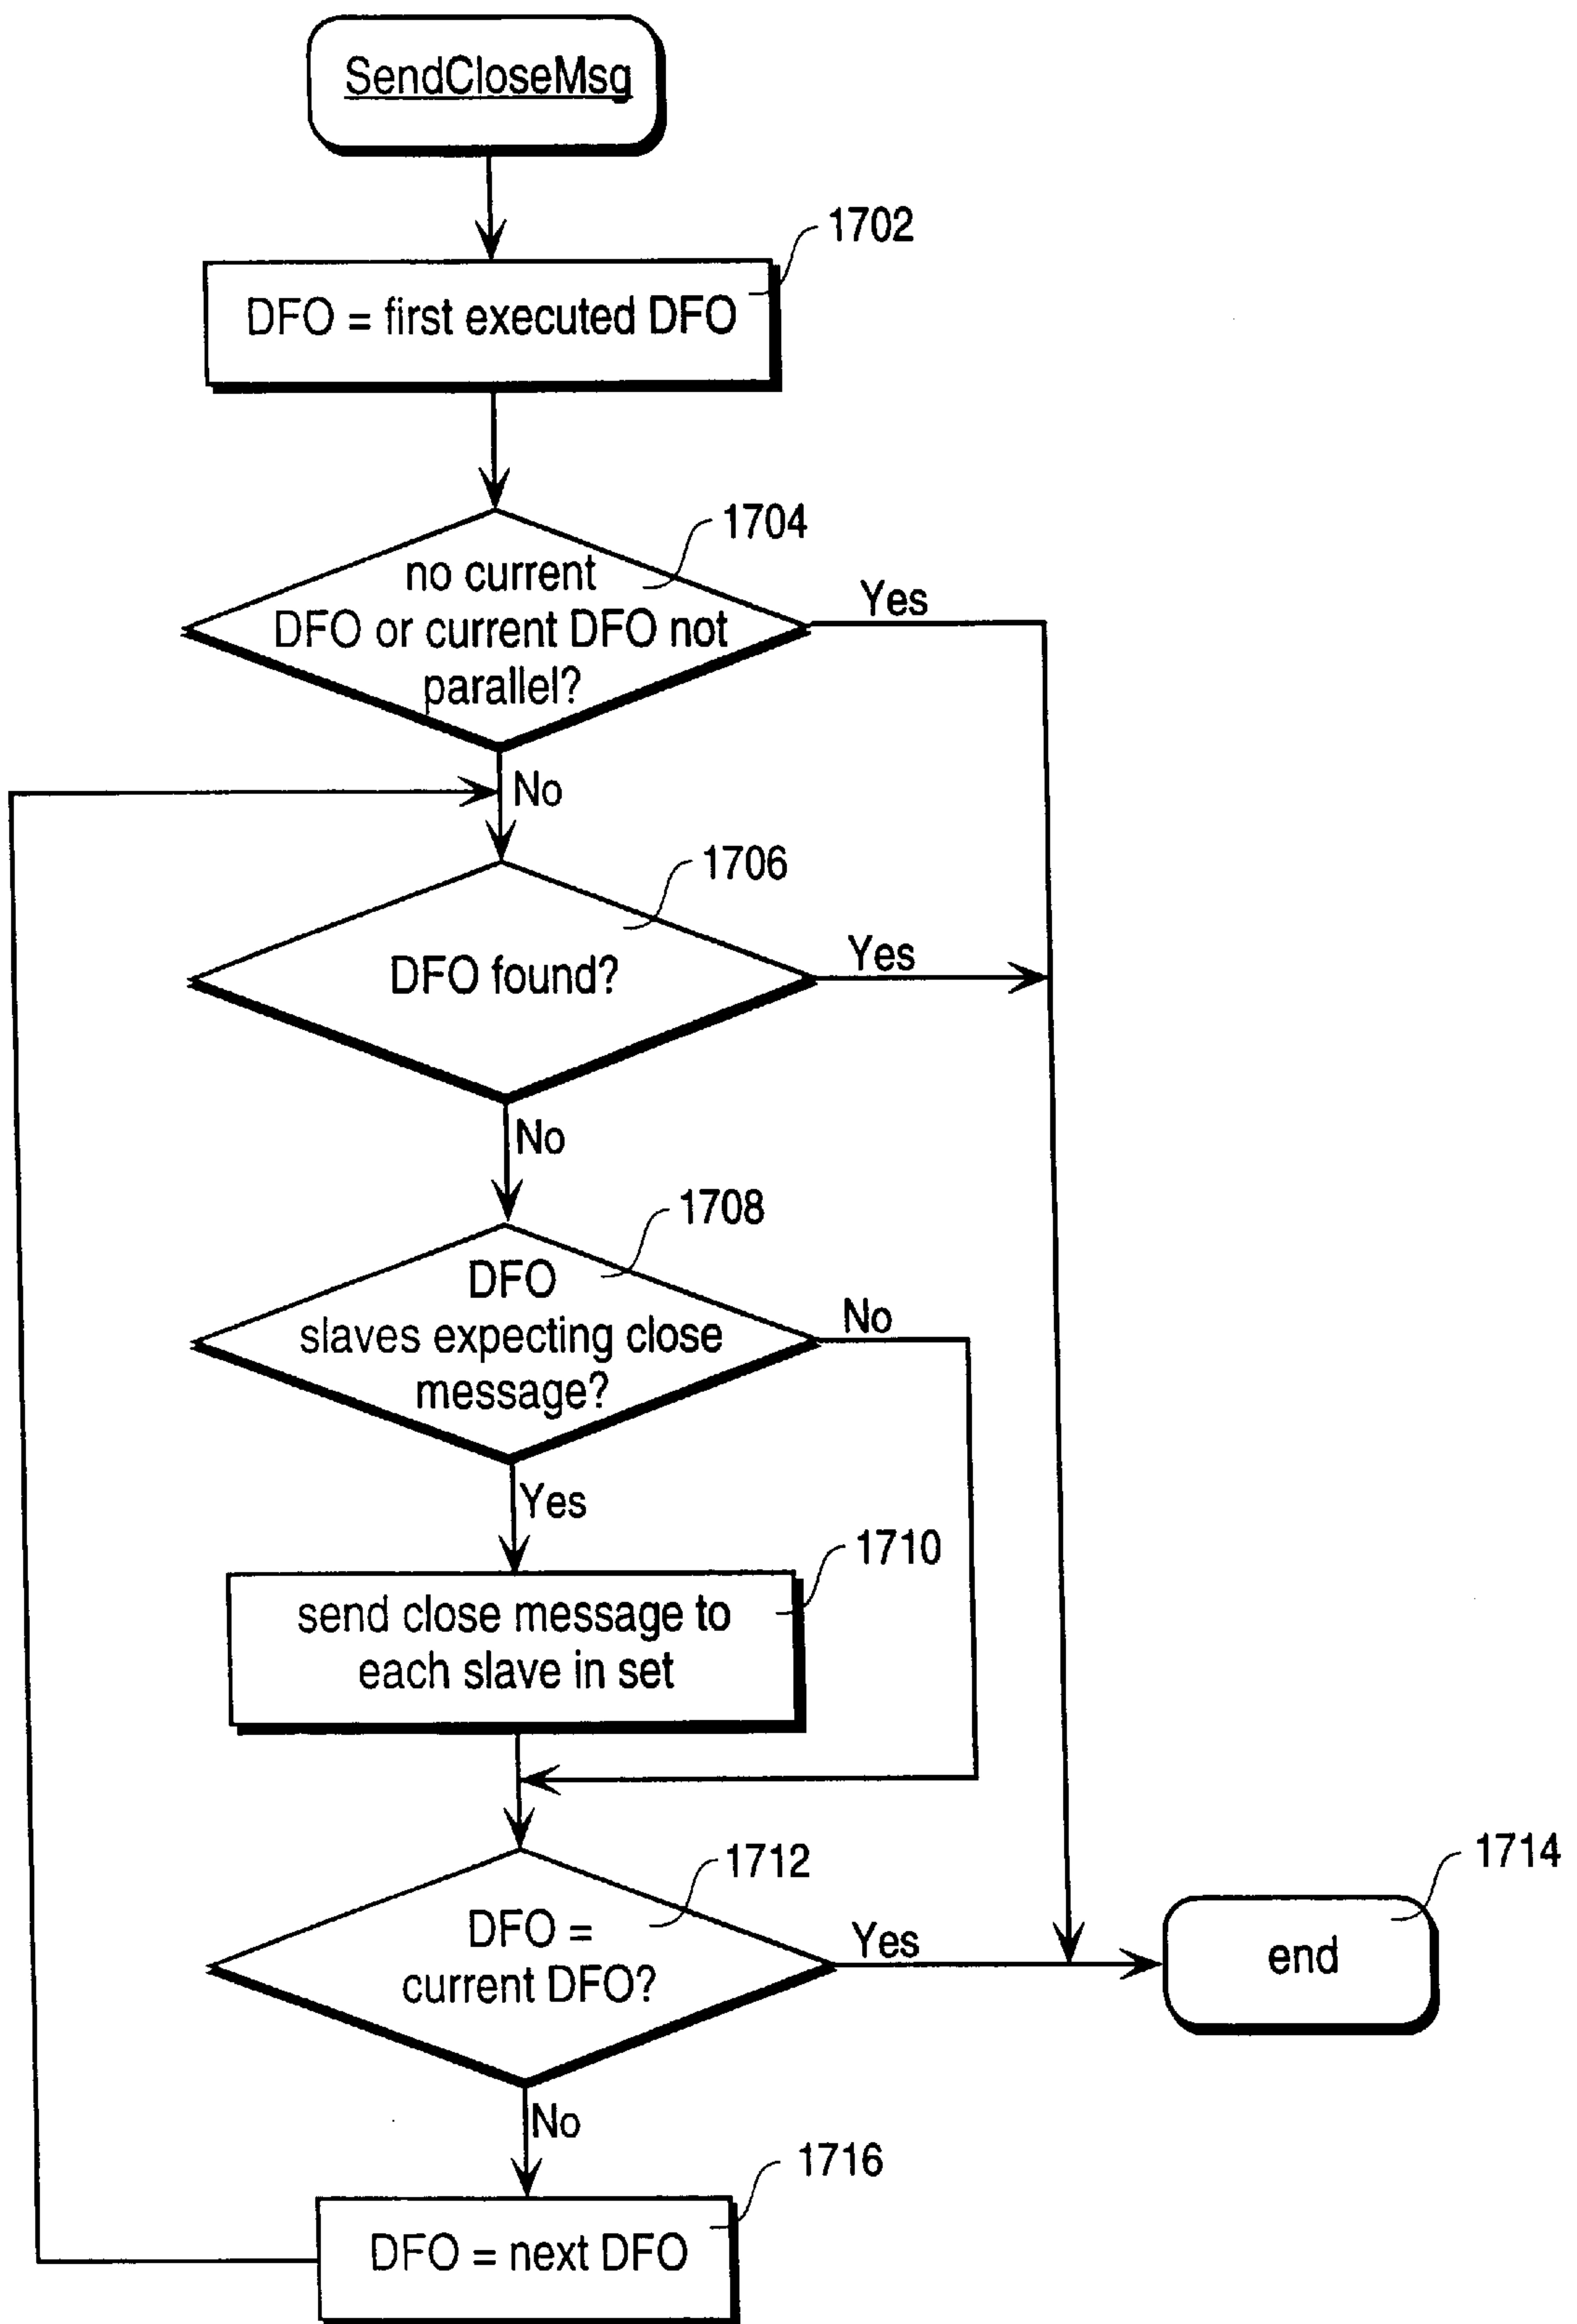 SendCloseMsg
1702
DFO = first executed DFO
1704
no current
DFO or current DFO not
parallel?
Yes
No
1706
DFO found?
Yes
No
1708
DFO
slaves expecting close
message?
No
Yes
1710
send close message to
each slave in set
1712
DFO =
current DFO?
Yes
1714
end
No
1716
DFO = next DFO